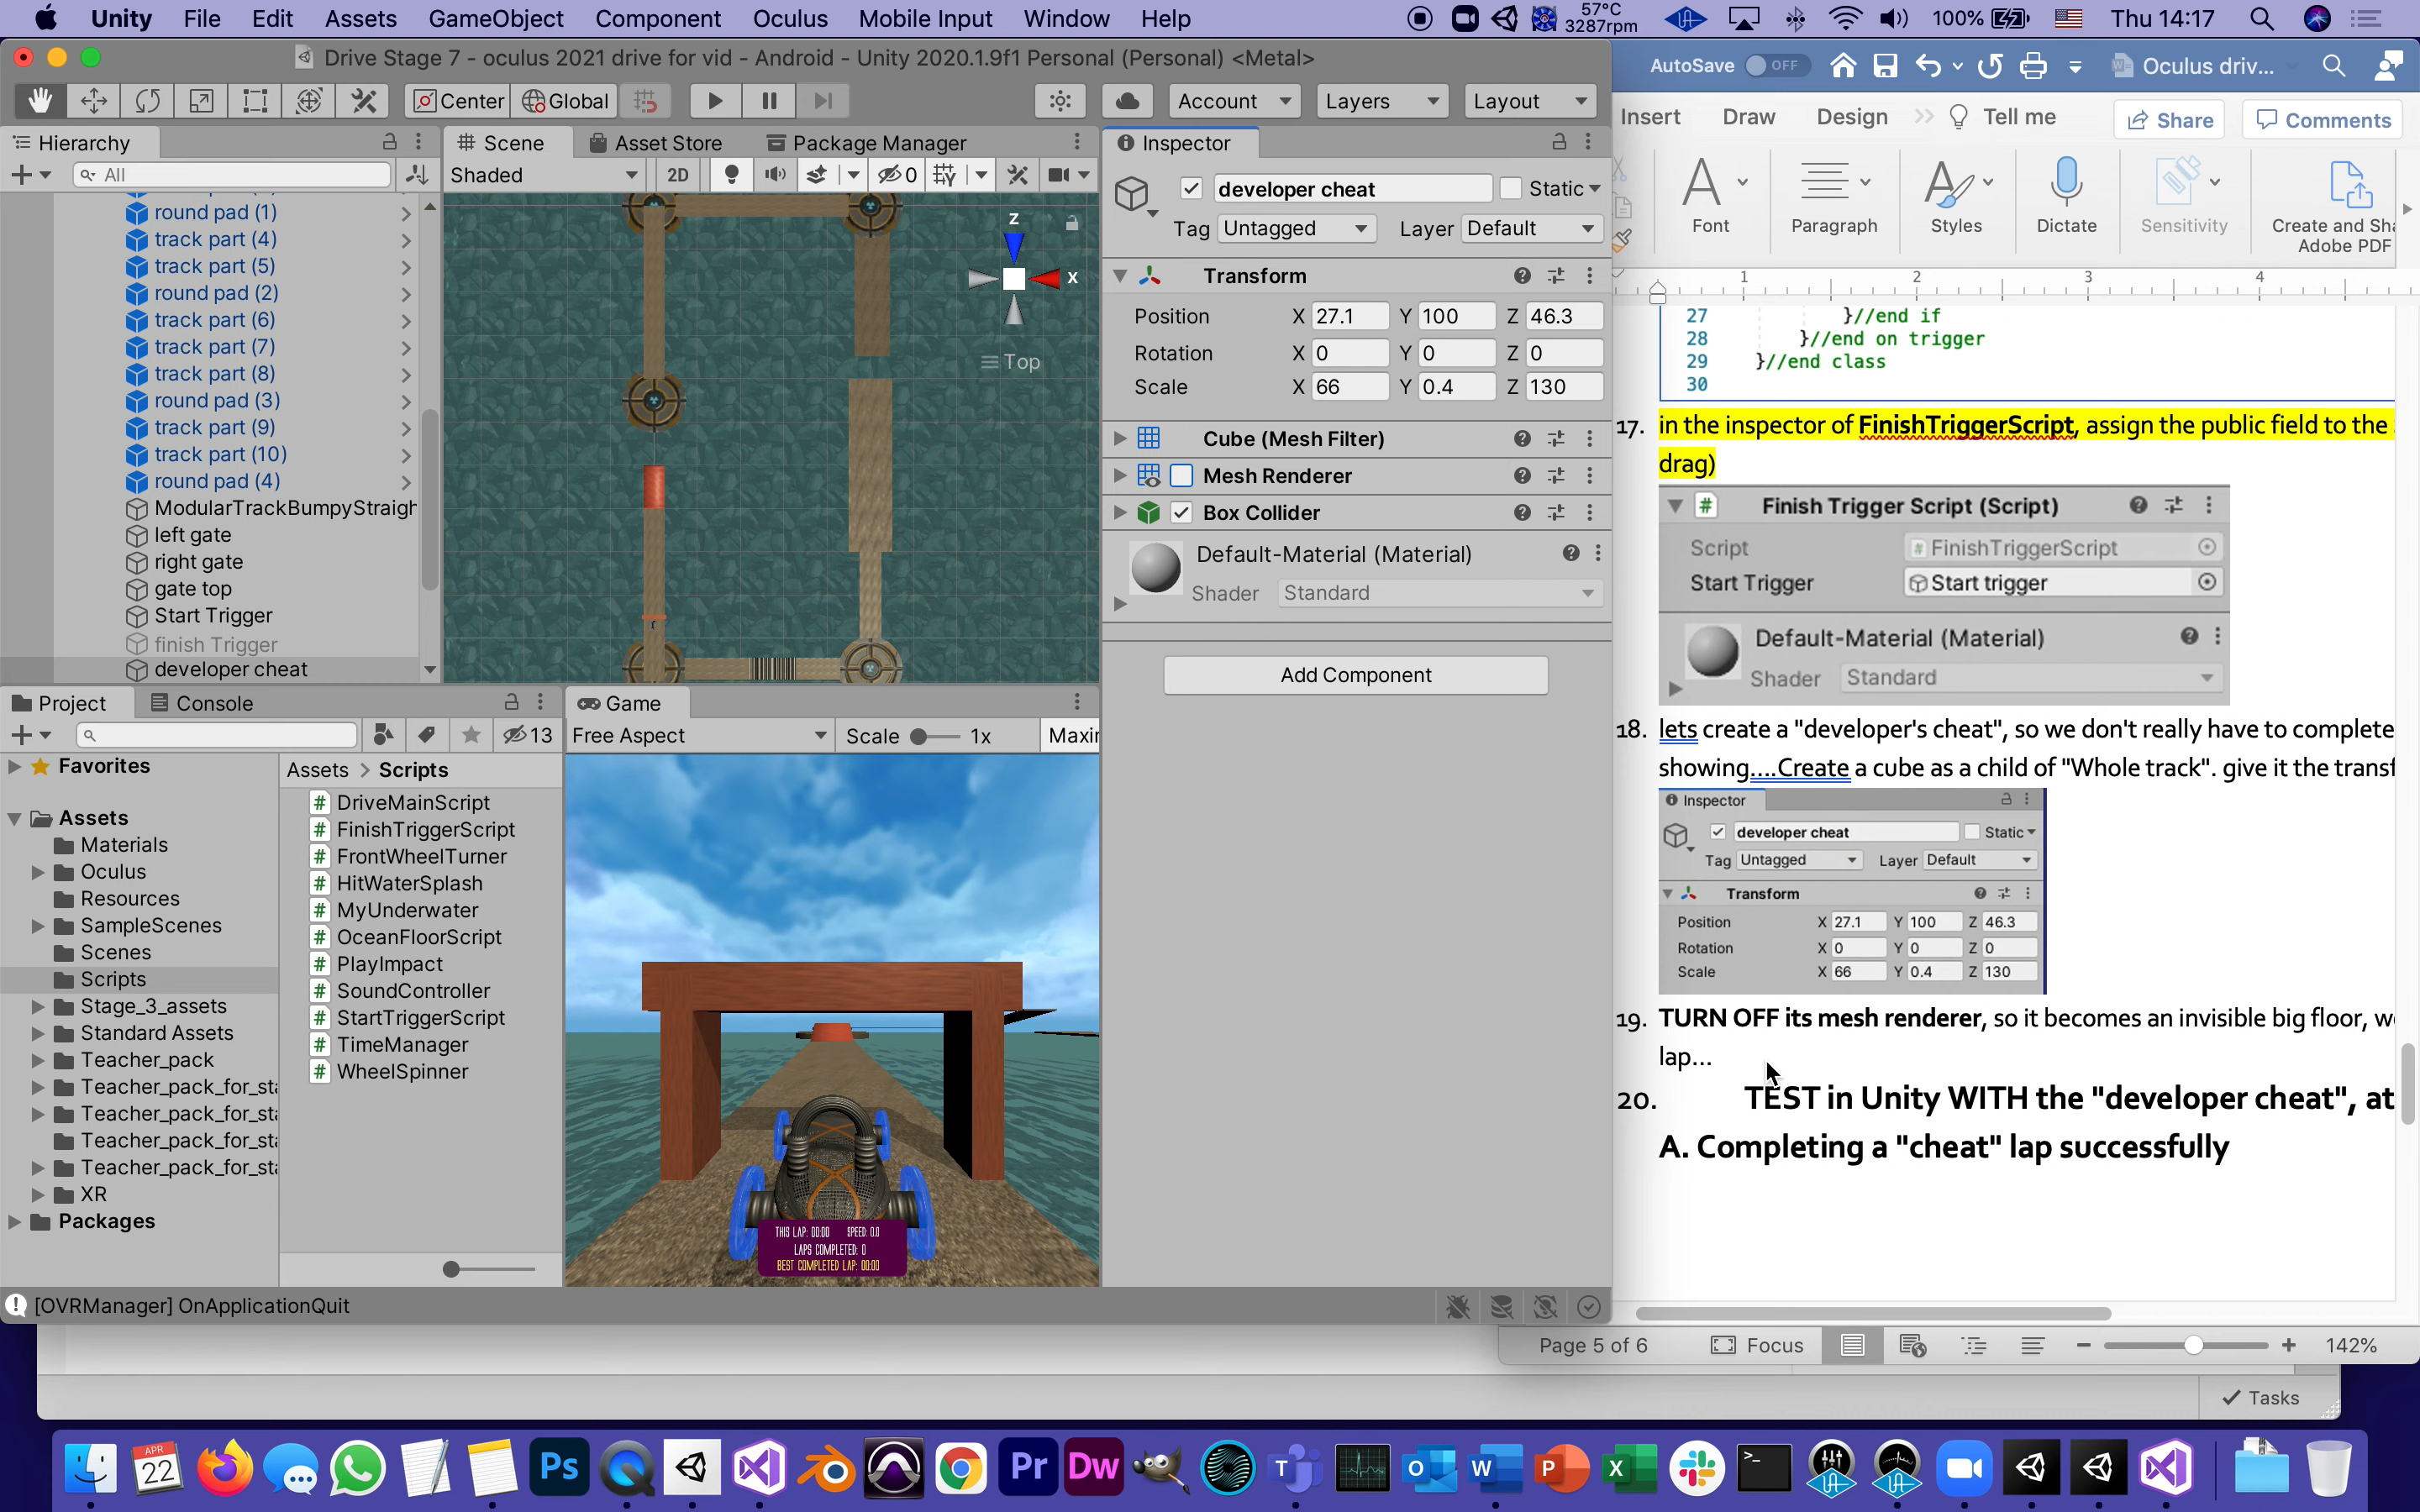 Unity File Edit Assets GameObject Component Oculus Mobile Input Window Help
57°C
3287rpm
100%
Thu 14:17
Drive Stage 7 - oculus 2021 drive for vid - Android - Unity 2020.1.9f1 Personal (Personal) <Metal>
Center Global
Account Layers Layout
Hierarchy
All
round pad (1)
track part (4)
track part (5)
round pad (2)
track part (6)
track part (7)
track part (8)
round pad (3)
track part (9)
track part (10)
round pad (4)
ModularTrackBumpyStraigh
left gate
right gate
gate top
Start Trigger
finish Trigger
developer cheat
Scene Asset Store Package Manager
Shaded 2D 0
Z
X
Top
Inspector
developer cheat Static
Tag Untagged Layer Default
Transform
Position X 27.1 Y 100 Z 46.3
Rotation X 0 Y 0 Z 0
Scale X 66 Y 0.4 Z 130
Cube (Mesh Filter)
Mesh Renderer
Box Collider
Default-Material (Material)
Shader Standard
Add Component
Project Console
13
Favorites
Assets
Materials
Oculus
Resources
SampleScenes
Scenes
Scripts
Stage_3_assets
Standard Assets
Teacher_pack
Teacher_pack_for_sta
Teacher_pack_for_sta
Teacher_pack_for_sta
Teacher_pack_for_sta
XR
Packages
Assets > Scripts
DriveMainScript
FinishTriggerScript
FrontWheelTurner
HitWaterSplash
MyUnderwater
OceanFloorScript
PlayImpact
SoundController
StartTriggerScript
TimeManager
WheelSpinner
Game
Free Aspect Scale 1x Maxir
THIS LAP: 00:00 SPEED: 0.0
LAPS COMPLETED: 0
BEST COMPLETED LAP: 00:00
[OVRManager] OnApplicationQuit
AutoSave OFF
Oculus driv...
Insert Draw Design Tell me
Share Comments
Font Paragraph Styles Dictate Sensitivity Create and Sha
Adobe PDF
1 2 3 4
27 }//end if
28 }//end on trigger
29 }//end class
30
17. in the inspector of FinishTriggerScript, assign the public field to the
drag)
Finish Trigger Script (Script)
Script FinishTriggerScript
Start Trigger Start trigger
Default-Material (Material)
Shader Standard
18. lets create a "developer's cheat", so we don't really have to complete
showing....Create a cube as a child of "Whole track". give it the transf
Inspector
developer cheat Static
Tag Untagged Layer Default
Transform
Position X 27.1 Y 100 Z 46.3
Rotation X 0 Y 0 Z 0
Scale X 66 Y 0.4 Z 130
19. TURN OFF its mesh renderer, so it becomes an invisible big floor, we
lap...
20. TEST in Unity WITH the "developer cheat", at
A. Completing a "cheat" lap successfully
Page 5 of 6 Focus 142%
Tasks
APR
22
Ps Pr Dw T O W P X